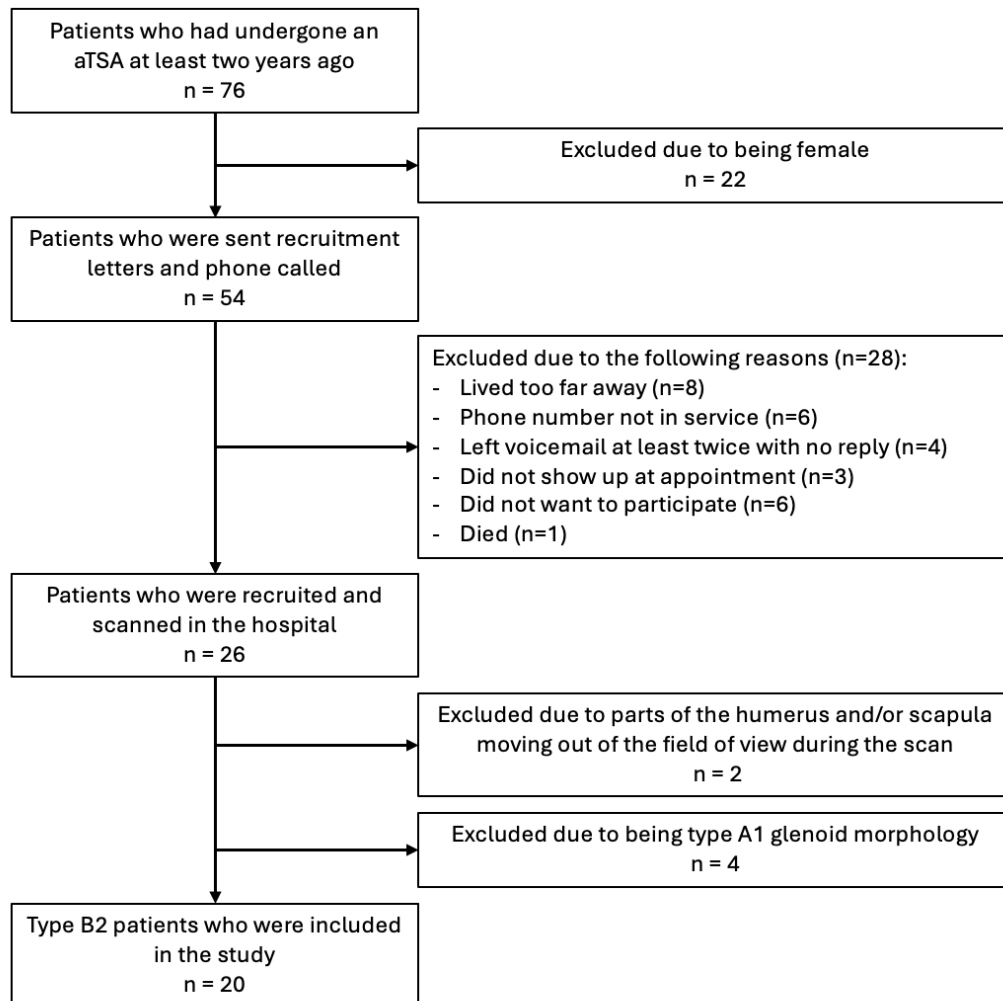 Patients who had undergone an
aTSA at least two years ago
n = 76
Excluded due to being female
n = 22
Patients who were sent recruitment
letters and phone called
n = 54
Excluded due to the following reasons (n=28):
- Lived too far away (n=8)
- Phone number not in service (n=6)
- Left voicemail at least twice with no reply (n=4)
- Did not show up at appointment (n=3)
- Did not want to participate (n=6)
- Died (n=1)
Patients who were recruited and
scanned in the hospital
n = 26
Excluded due to parts of the humerus and/or scapula
moving out of the field of view during the scan
n = 2
Excluded due to being type A1 glenoid morphology
n = 4
Type B2 patients who were included
in the study
n = 20